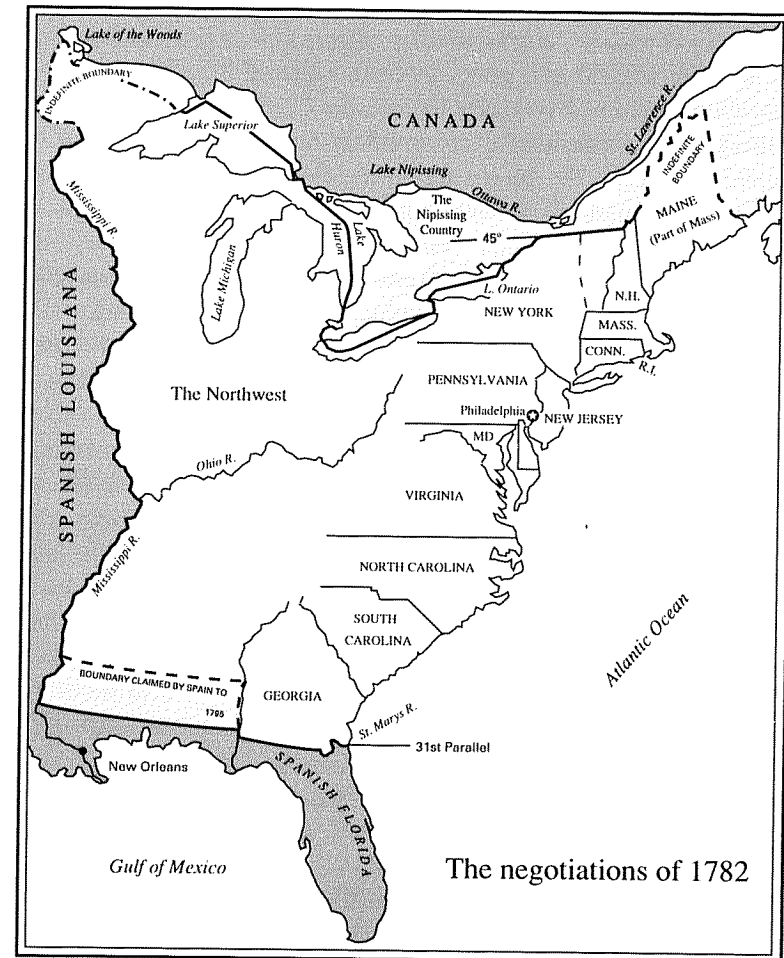 Lake of the Woods
INDEFINITE BOUNDARY
Lake Superior
CANADA
St. Lawrence R.
INDEFINITE
BOUNDARY
Lake Nipissing
Ottawa R.
The
Nipissing
Country
45°
MAINE
(Part of Mass)
Mississippi R.
Lake Michigan
Lake
Huron
L. Ontario
NEW YORK
N.H.
MASS.
CONN.
R.I.
SPANISH LOUISIANA
The Northwest
PENNSYLVANIA
Philadelphia
NEW JERSEY
MD
Ohio R.
VIRGINIA
Mississippi R.
NORTH CAROLINA
SOUTH
CAROLINA
Atlantic Ocean
BOUNDARY CLAIMED BY SPAIN TO
1795
GEORGIA
St. Marys R.
31st Parallel
New Orleans
SPANISH FLORIDA
Gulf of Mexico
The negotiations of 1782